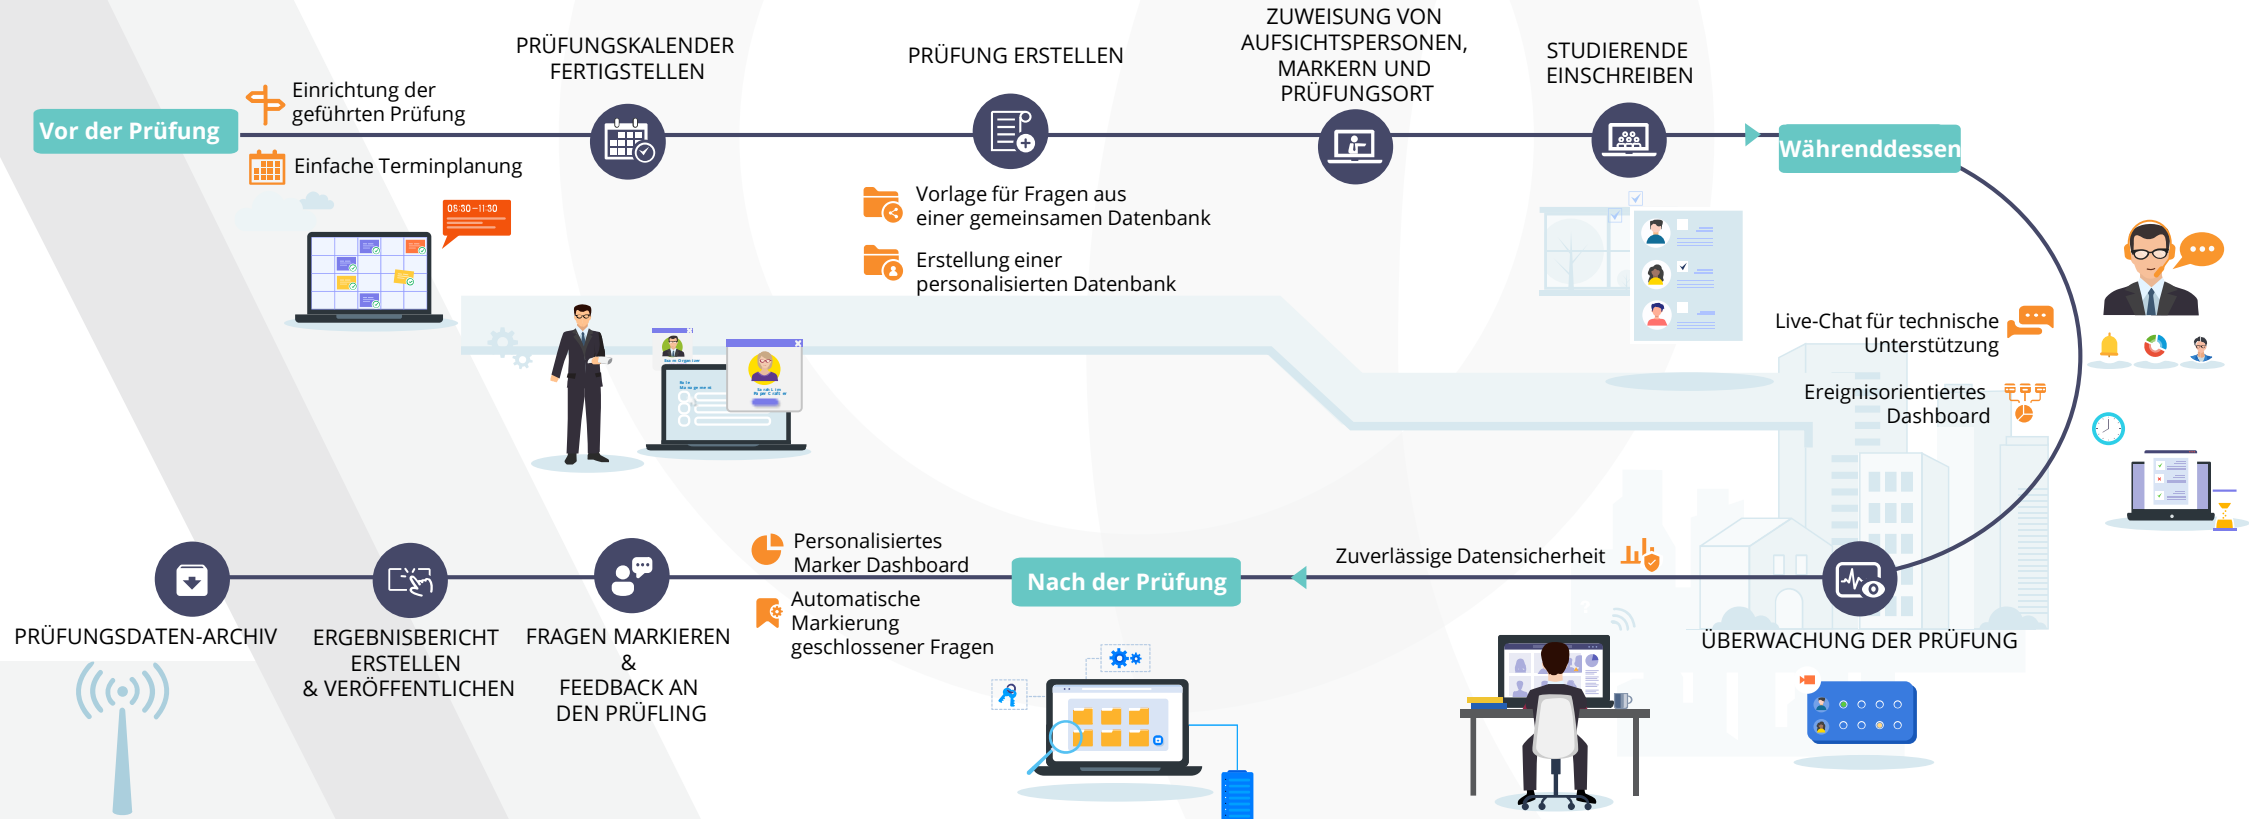 Vor der Prüfung
Einrichtung der
geführten Prüfung
Einfache Terminplanung
PRÜFUNGSKALENDER
FERTIGSTELLEN
PRÜFUNG ERSTELLEN
Vorlage für Fragen aus
einer gemeinsamen Datenbank
Erstellung einer
personalisierten Datenbank
ZUWEISUNG VON
AUFSICHTSPERSONEN,
MARKERN UND
PRÜFUNGSORT
STUDIERENDE
EINSCHREIBEN
Währenddessen
Live-Chat für technische
Unterstützung
Ereignisorientiertes
Dashboard
ÜBERWACHUNG DER PRÜFUNG
Zuverlässige Datensicherheit
Nach der Prüfung
Personalisiertes
Marker Dashboard
Automatische
Markierung
geschlossener Fragen
FRAGEN MARKIEREN
&
FEEDBACK AN
DEN PRÜFLING
ERGEBNISBERICHT
ERSTELLEN
& VERÖFFENTLICHEN
PRÜFUNGSDATEN-ARCHIV
Role
Management